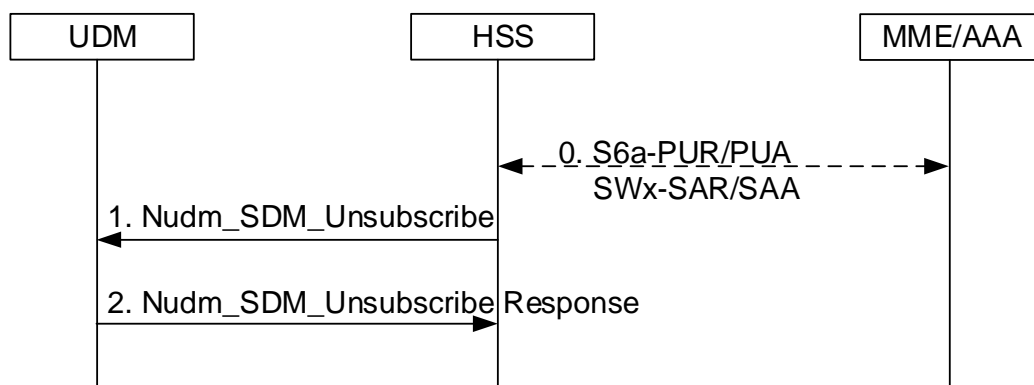 UDM
HSS
MME/AAA
0. S6a-PUR/PUA
SWx-SAR/SAA
1. Nudm_SDM_Unsubscribe
2. Nudm_SDM_Unsubscribe Response